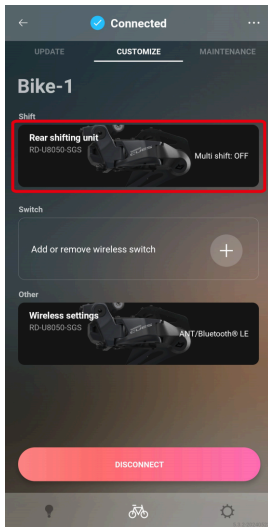 Connected
UPDATE CUSTOMIZE MAINTENANCE
Bike-1
Shift
Rear shifting unit
RD-U8050-SGS
Multi shift: OFF
Switch
Add or remove wireless switch
Other
Wireless settings
RD-U8050-SGS
ANT/Bluetooth® LE
DISCONNECT